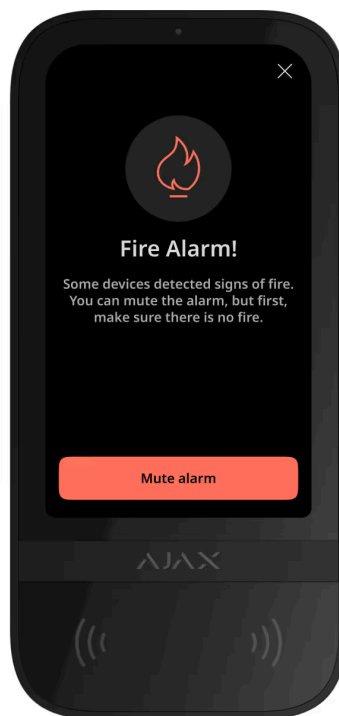 Fire Alarm!
Some devices detected signs of fire.
You can mute the alarm, but first,
make sure there is no fire.
Mute alarm
AJAX